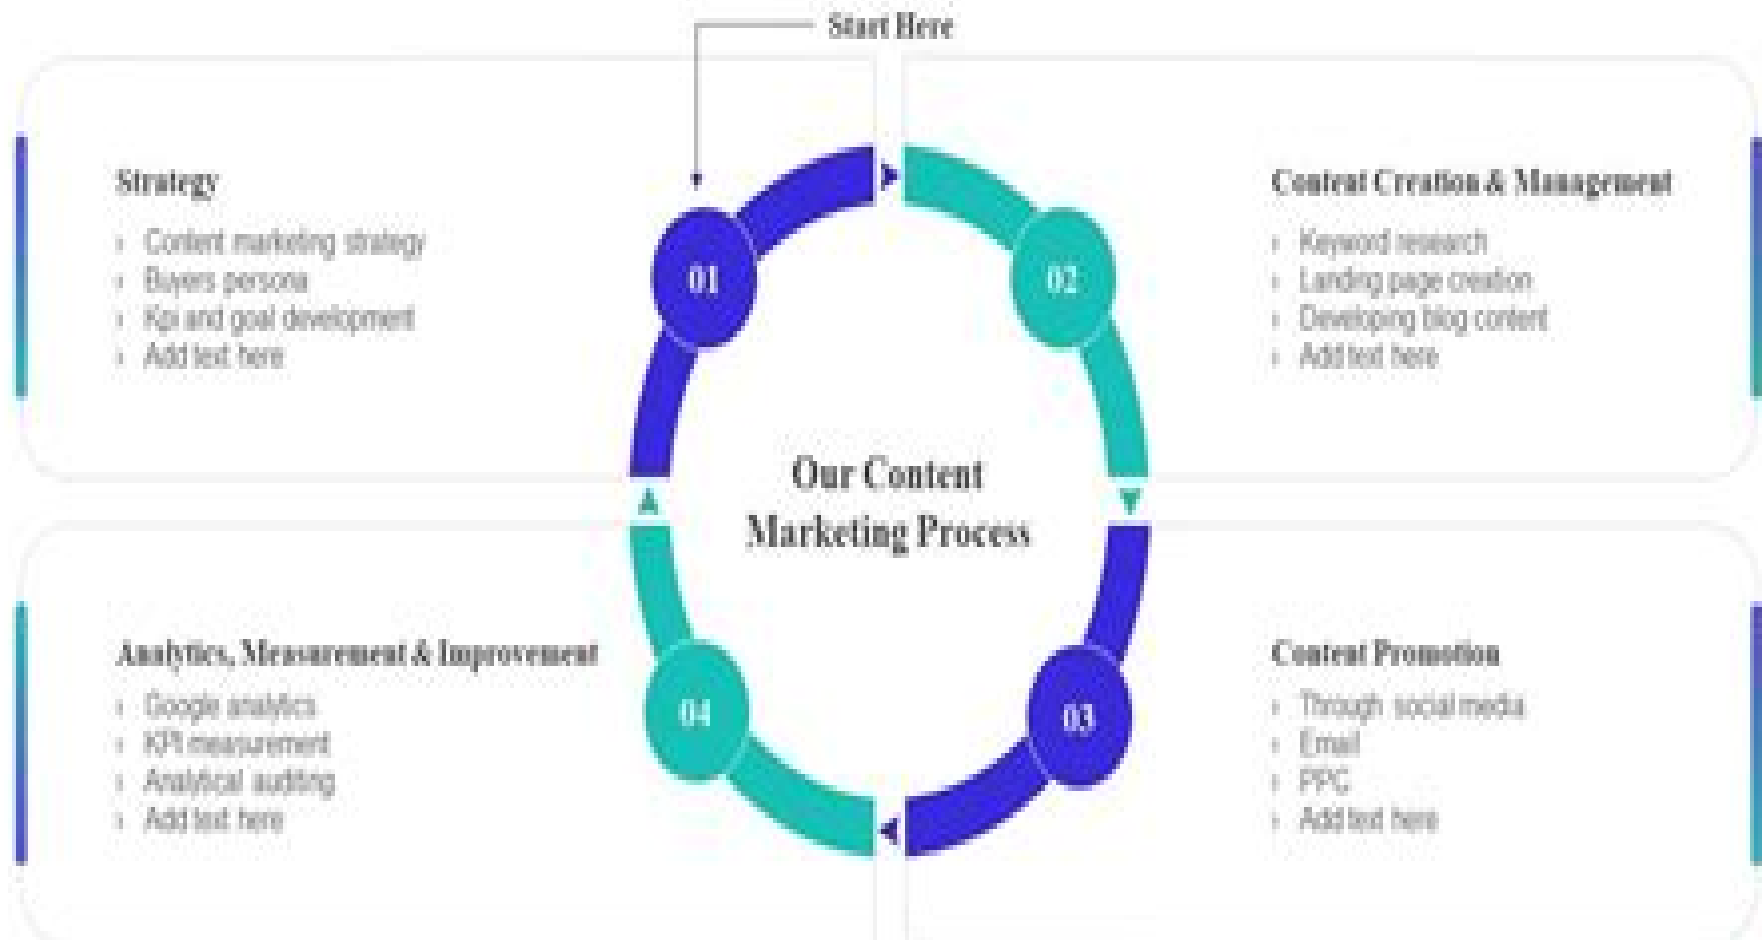 Start Here
Strategy
› Content marketing strategy
› Buyers persona
› Kpi and goal development
› Add text here
01
02
Content Creation & Management
› Keyword research
› Landing page creation
› Developing blog content
› Add text here
Our Content
Marketing Process
Analytics, Measurement & Improvement
› Google analytics
› KPI measurement
› Analytical auditing
› Add text here
04
03
Content Promotion
› Through social media
› Email
› PPC
› Add text here